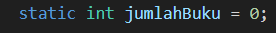 static int jumlahBuku = 0;